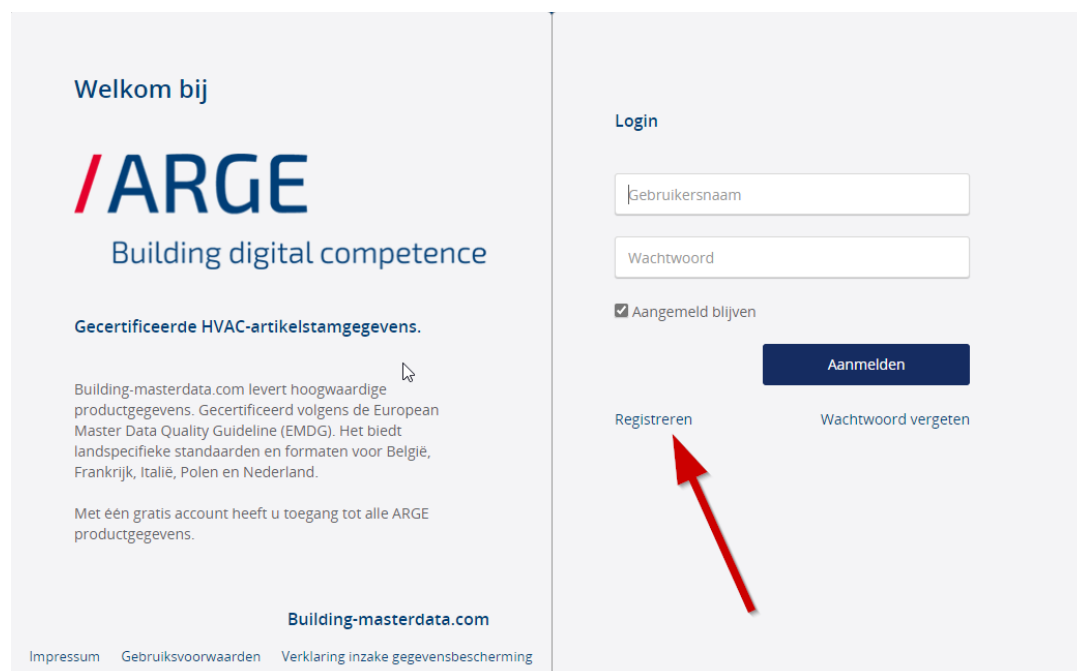 Welkom bij
/ARGE
Building digital competence
Gecertificeerde HVAC-artikelstamgegevens.
Building-masterdata.com levert hoogwaardige
productgegevens. Gecertificeerd volgens de European
Master Data Quality Guideline (EMDG). Het biedt
landspecifieke standaarden en formaten voor België,
Frankrijk, Italië, Polen en Nederland.
Met één gratis account heeft u toegang tot alle ARGE
productgegevens.
Building-masterdata.com
Impressum Gebruiksvoorwaarden Verklaring inzake gegevensbescherming
Login
Gebruikersnaam
Wachtwoord
Aangemeld blijven
Aanmelden
Registreren Wachtwoord vergeten